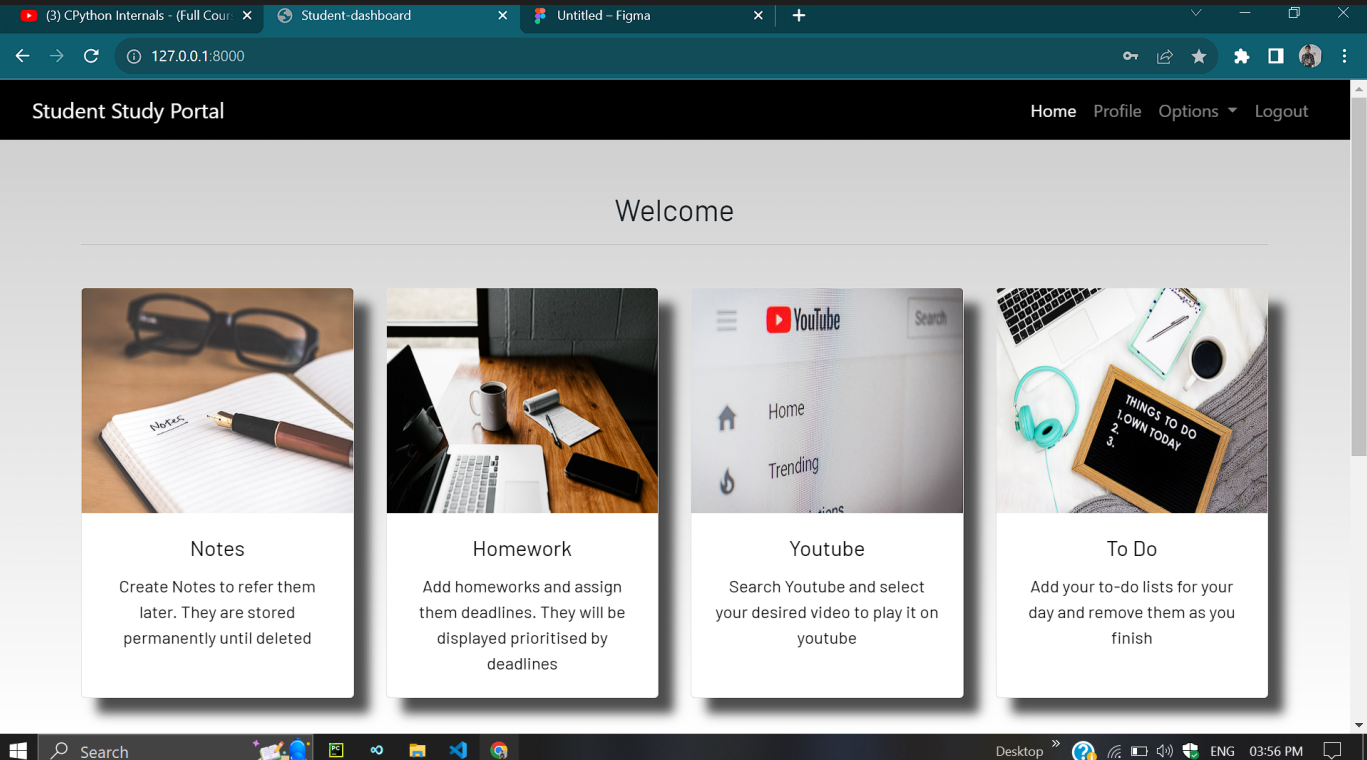 (3) CPython Internals - (Full Cour
Student-dashboard
Untitled – Figma
127.0.0.1:8000
Student Study Portal
Home Profile Options Logout
Welcome
Notes
YouTube
Search
Home
Trending
THINGS TO DO
1.OWN TODAY
2.
3.
Notes
Homework
Youtube
To Do
Create Notes to refer them
later. They are stored
permanently until deleted
Add homeworks and assign
them deadlines. They will be
displayed prioritised by
deadlines
Search Youtube and select
your desired video to play it on
youtube
Add your to-do lists for your
day and remove them as you
finish
Search
PC
Desktop
ENG 03:56 PM